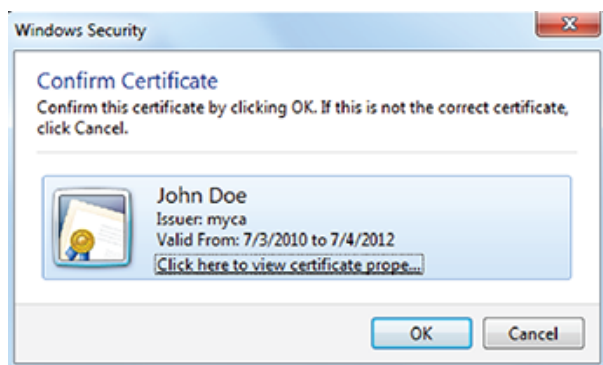 Windows Security
Confirm Certificate
Confirm this certificate by clicking OK. If this is not the correct certificate,
click Cancel.
John Doe
Issuer: myca
Valid From: 7/3/2010 to 7/4/2012
Click here to view certificate prope...
OK Cancel